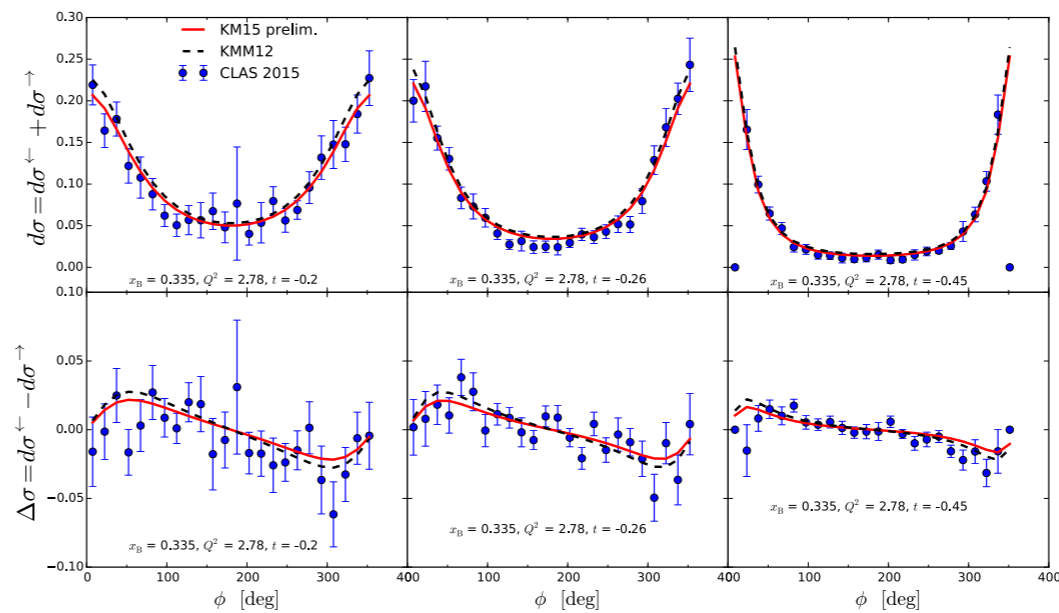 0.30
0.25
0.20
0.15
0.10
0.05
0.00
dσ = dσ← + dσ→
KM15 prelim.
KMM12
CLAS 2015
x_B = 0.335, Q² = 2.78, t = -0.2
x_B = 0.335, Q² = 2.78, t = -0.26
x_B = 0.335, Q² = 2.78, t = -0.45
0.10
0.05
0.00
−0.05
−0.10
Δσ = dσ← − dσ→
x_B = 0.335, Q² = 2.78, t = -0.2
x_B = 0.335, Q² = 2.78, t = -0.26
x_B = 0.335, Q² = 2.78, t = -0.45
0 100 200 300 400 100 200 300 400 100 200 300 400
φ [deg] φ [deg] φ [deg]